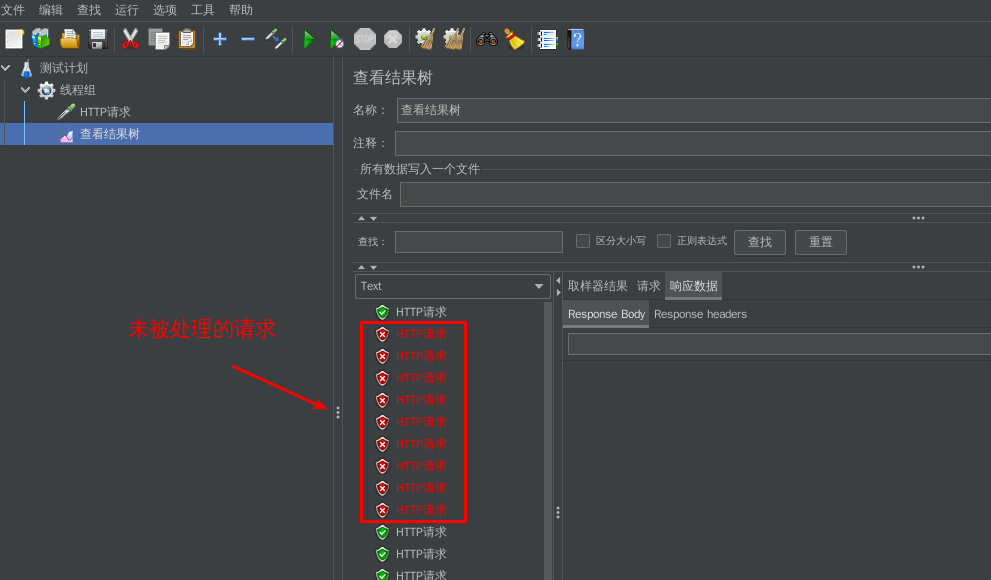 文件 编辑 查找 运行 选项 工具 帮助
STOP
测试计划
线程组
HTTP请求
查看结果树
查看结果树
名称： 查看结果树
注释：
所有数据写入一个文件
文件名
查找： 区分大小写 正则表达式 查找 重置
Text
取样器结果 请求 响应数据
Response Body Response headers
HTTP请求
HTTP请求
HTTP请求
HTTP请求
HTTP请求
HTTP请求
HTTP请求
HTTP请求
HTTP请求
HTTP请求
HTTP请求
HTTP请求
HTTP请求
未被处理的请求